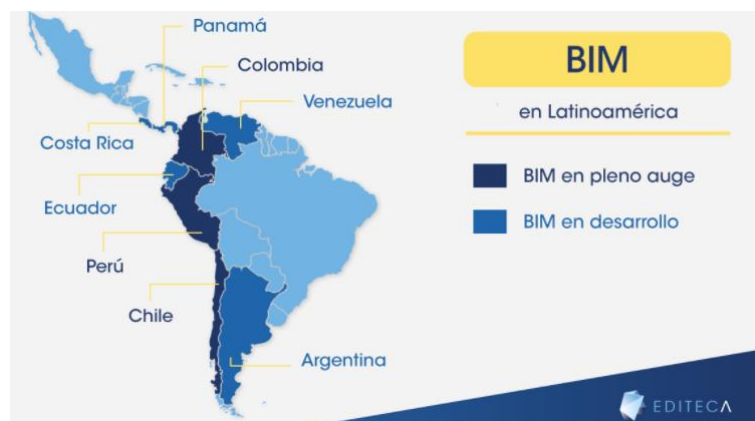 Panamá
Colombia
Venezuela
Costa Rica
Ecuador
Perú
Chile
Argentina
BIM
en Latinoamérica
BIM en pleno auge
BIM en desarrollo
EDITECA